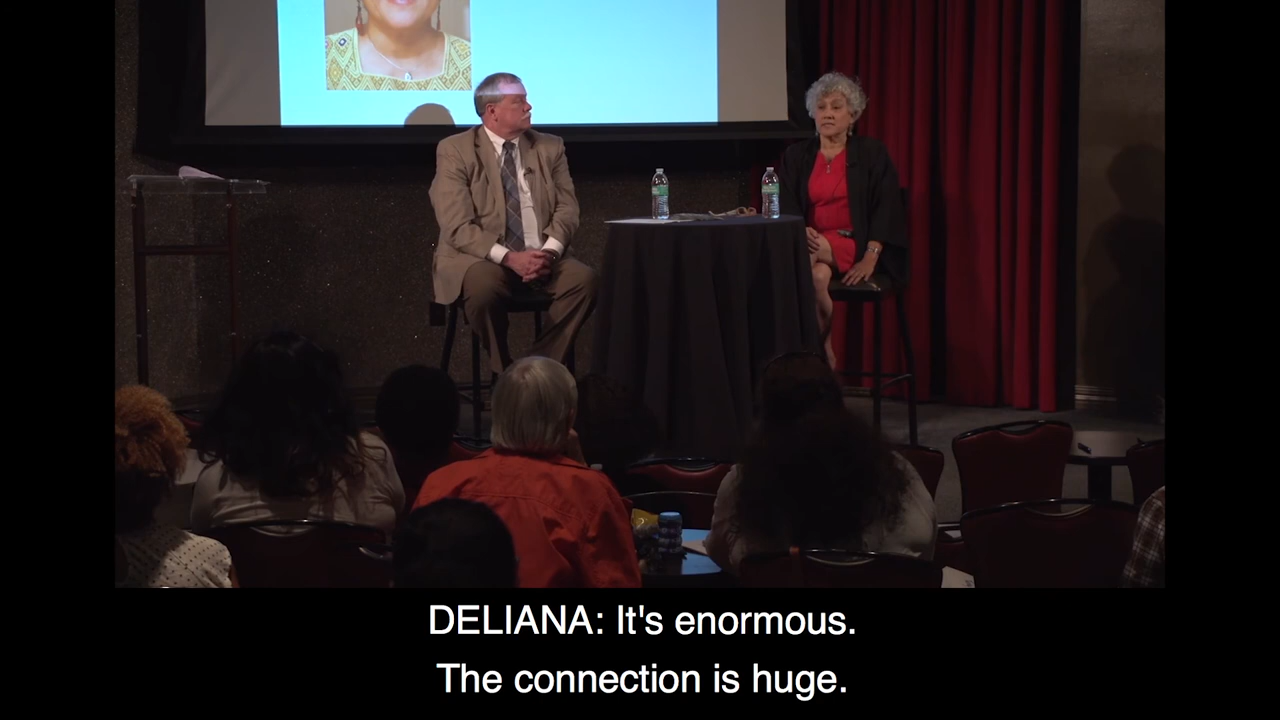 DELIANA: It's enormous.
The connection is huge.